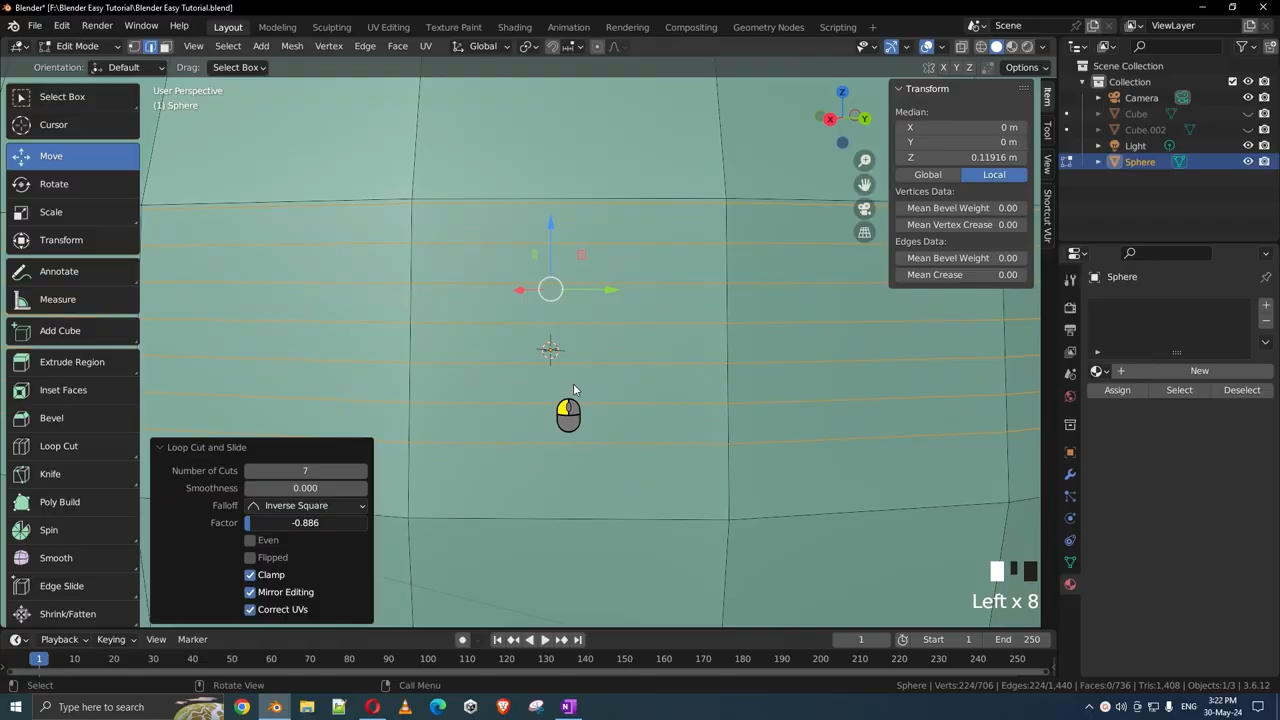 Blender* [F:\Blender Easy Tutorial\Blender Easy Tutorial.blend]
File Edit Render Window Help Layout Modeling Sculpting UV Editing Texture Paint Shading Animation Rendering Compositing Geometry Nodes Scripting Scene ViewLayer
Edit Mode View Select Add Mesh Vertex Edge Face UV Global
Orientation: Default Drag: Select Box X Y Z Options
User Perspective
(1) Sphere
Select Box
Cursor
Move
Rotate
Scale
Transform
Annotate
Measure
Add Cube
Extrude Region
Inset Faces
Bevel
Loop Cut
Knife
Poly Build
Spin
Smooth
Edge Slide
Shrink/Fatten
Z
X Y
Transform
Median:
X 0 m
Y 0 m
Z 0.11916 m
Global Local
Vertices Data:
Mean Bevel Weight 0.00
Mean Vertex Crease 0.00
Edges Data:
Mean Bevel Weight 0.00
Mean Crease 0.00
Item
Tool
View
Shortcut VUr
Scene Collection
Collection
Camera
Cube
Cube.002
Light
Sphere
Sphere
New
Assign Select Deselect
Loop Cut and Slide
Number of Cuts 7
Smoothness 0.000
Falloff Inverse Square
Factor -0.886
Even
Flipped
Clamp
Mirror Editing
Correct UVs
Left x 8
Playback Keying View Marker 1 Start 1 End 250
1 10 20 30 40 50 60 70 80 90 100 110 120 130 140 150 160 170 180 190 200 210 220 230 240 250
Select Rotate View Call Menu Sphere | Verts:224/706 | Edges:224/1,440 | Faces:0/736 | Tris:1,408 | Objects:1/3 | 3.6.12
Type here to search
3:22 PM
30-May-24